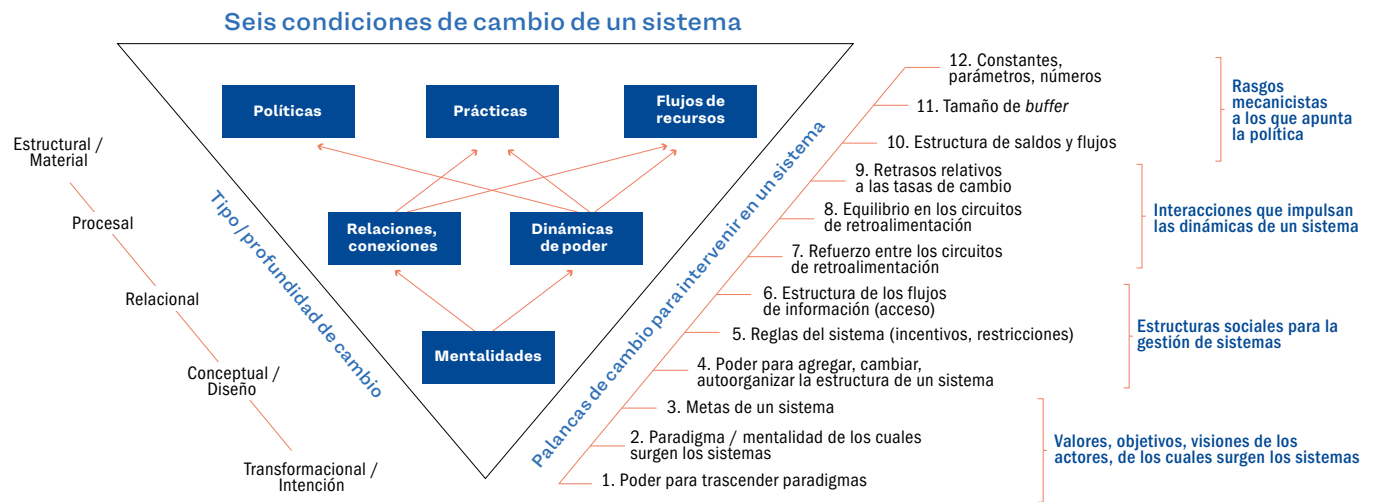 Seis condiciones de cambio de un sistema
Políticas
Prácticas
Flujos de
recursos
Relaciones,
conexiones
Dinámicas
de poder
Mentalidades
Estructural /
Material
Procesal
Relacional
Conceptual /
Diseño
Transformacional /
Intención
Tipo / profundidad de cambio
Palancas de cambio para intervenir en un sistema
12. Constantes,
parámetros, números
11. Tamaño de buffer
10. Estructura de saldos y flujos
9. Retrasos relativos
a las tasas de cambio
8. Equilibrio en los circuitos
de retroalimentación
7. Refuerzo entre los circuitos
de retroalimentación
6. Estructura de los flujos
de información (acceso)
5. Reglas del sistema (incentivos, restricciones)
4. Poder para agregar, cambiar,
autoorganizar la estructura de un sistema
3. Metas de un sistema
2. Paradigma / mentalidad de los cuales
surgen los sistemas
1. Poder para trascender paradigmas
Rasgos
mecanicistas
a los que apunta
la política
Interacciones que impulsan
las dinámicas de un sistema
Estructuras sociales para la
gestión de sistemas
Valores, objetivos, visiones de los
actores, de los cuales surgen los sistemas